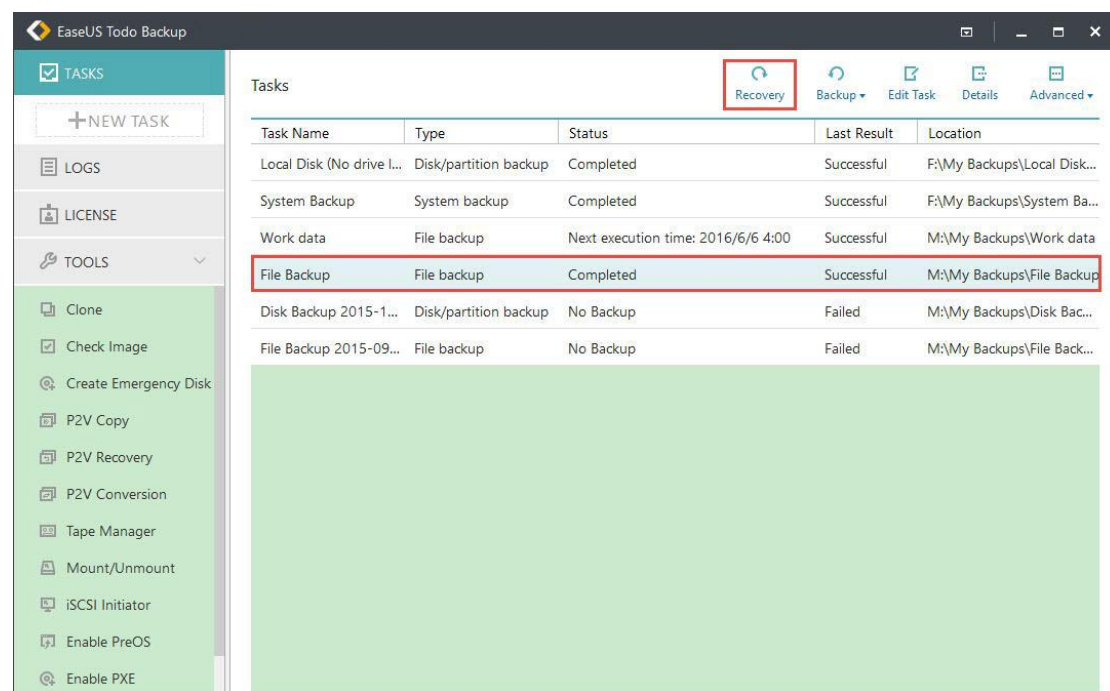 EaseUS Todo Backup
TASKS
NEW TASK
LOGS
LICENSE
TOOLS
Clone
Check Image
Create Emergency Disk
P2V Copy
P2V Recovery
P2V Conversion
Tape Manager
Mount/Unmount
iSCSI Initiator
Enable PreOS
Enable PXE
Tasks
Recovery Backup Edit Task Details Advanced
Task Name Type Status Last Result Location
Local Disk (No drive l... Disk/partition backup Completed Successful F:\My Backups\Local Disk...
System Backup System backup Completed Successful F:\My Backups\System Ba...
Work data File backup Next execution time: 2016/6/6 4:00 Successful M:\My Backups\Work data
File Backup File backup Completed Successful M:\My Backups\File Backup
Disk Backup 2015-1... Disk/partition backup No Backup Failed M:\My Backups\Disk Bac...
File Backup 2015-09... File backup No Backup Failed M:\My Backups\File Back...